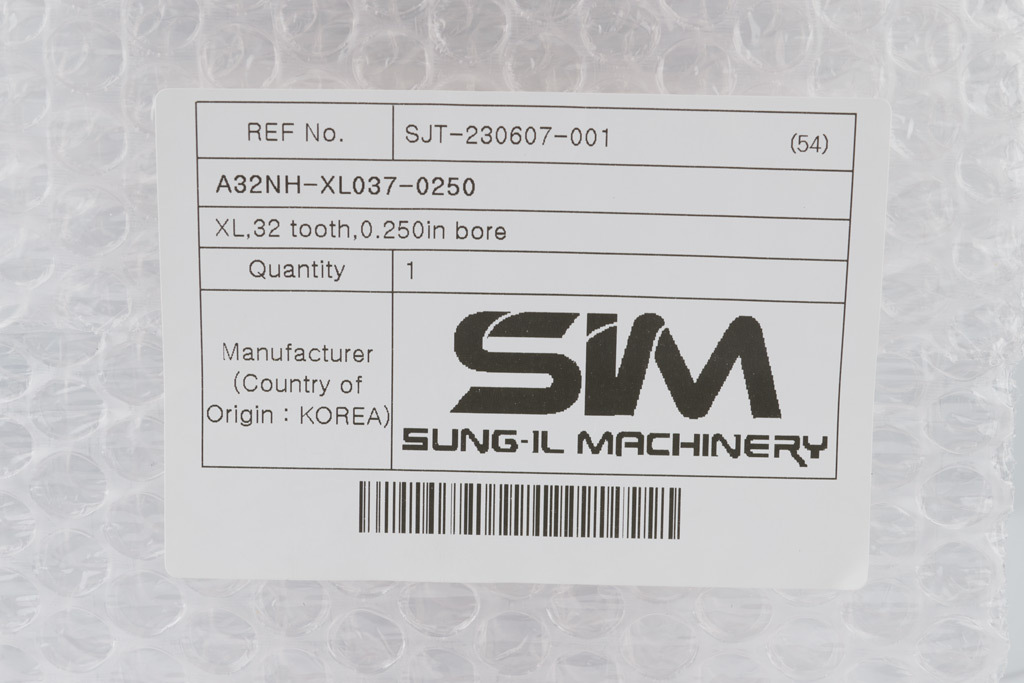 REF No. SJT-230607-001 (54)
A32NH-XL037-0250
XL,32 tooth,0.250in bore
Quantity 1
Manufacturer
(Country of
Origin : KOREA)
SIM
SUNG-IL MACHINERY